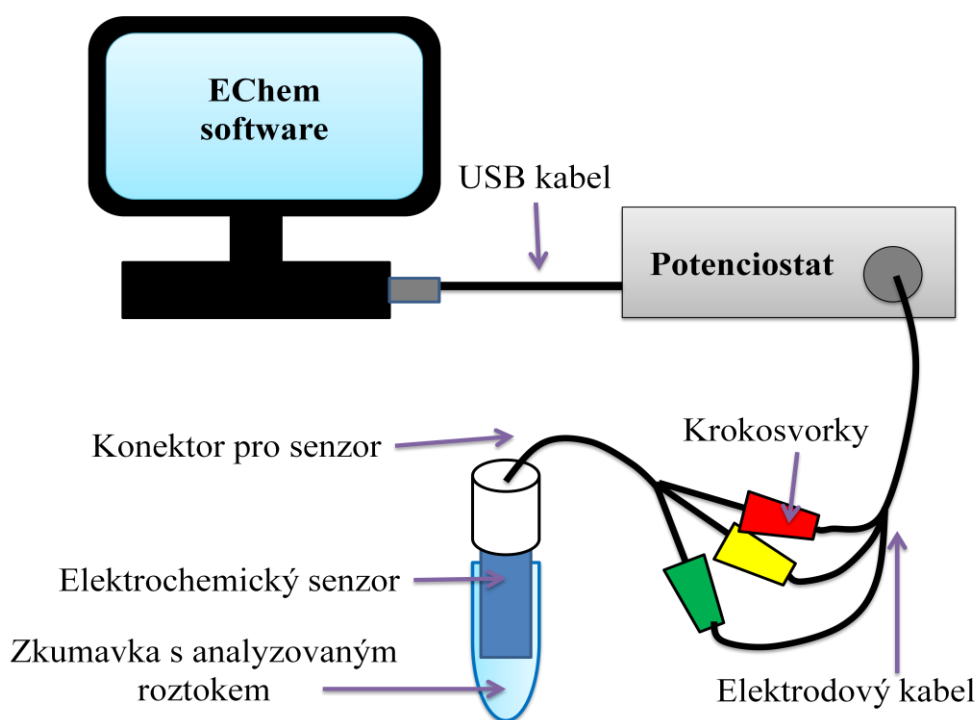 EChem
software
USB kabel
Potenciostat
Konektor pro senzor
Krokosvorky
Elektrochemický senzor
Zkumavka s analyzovaným
roztokem
Elektrodový kabel